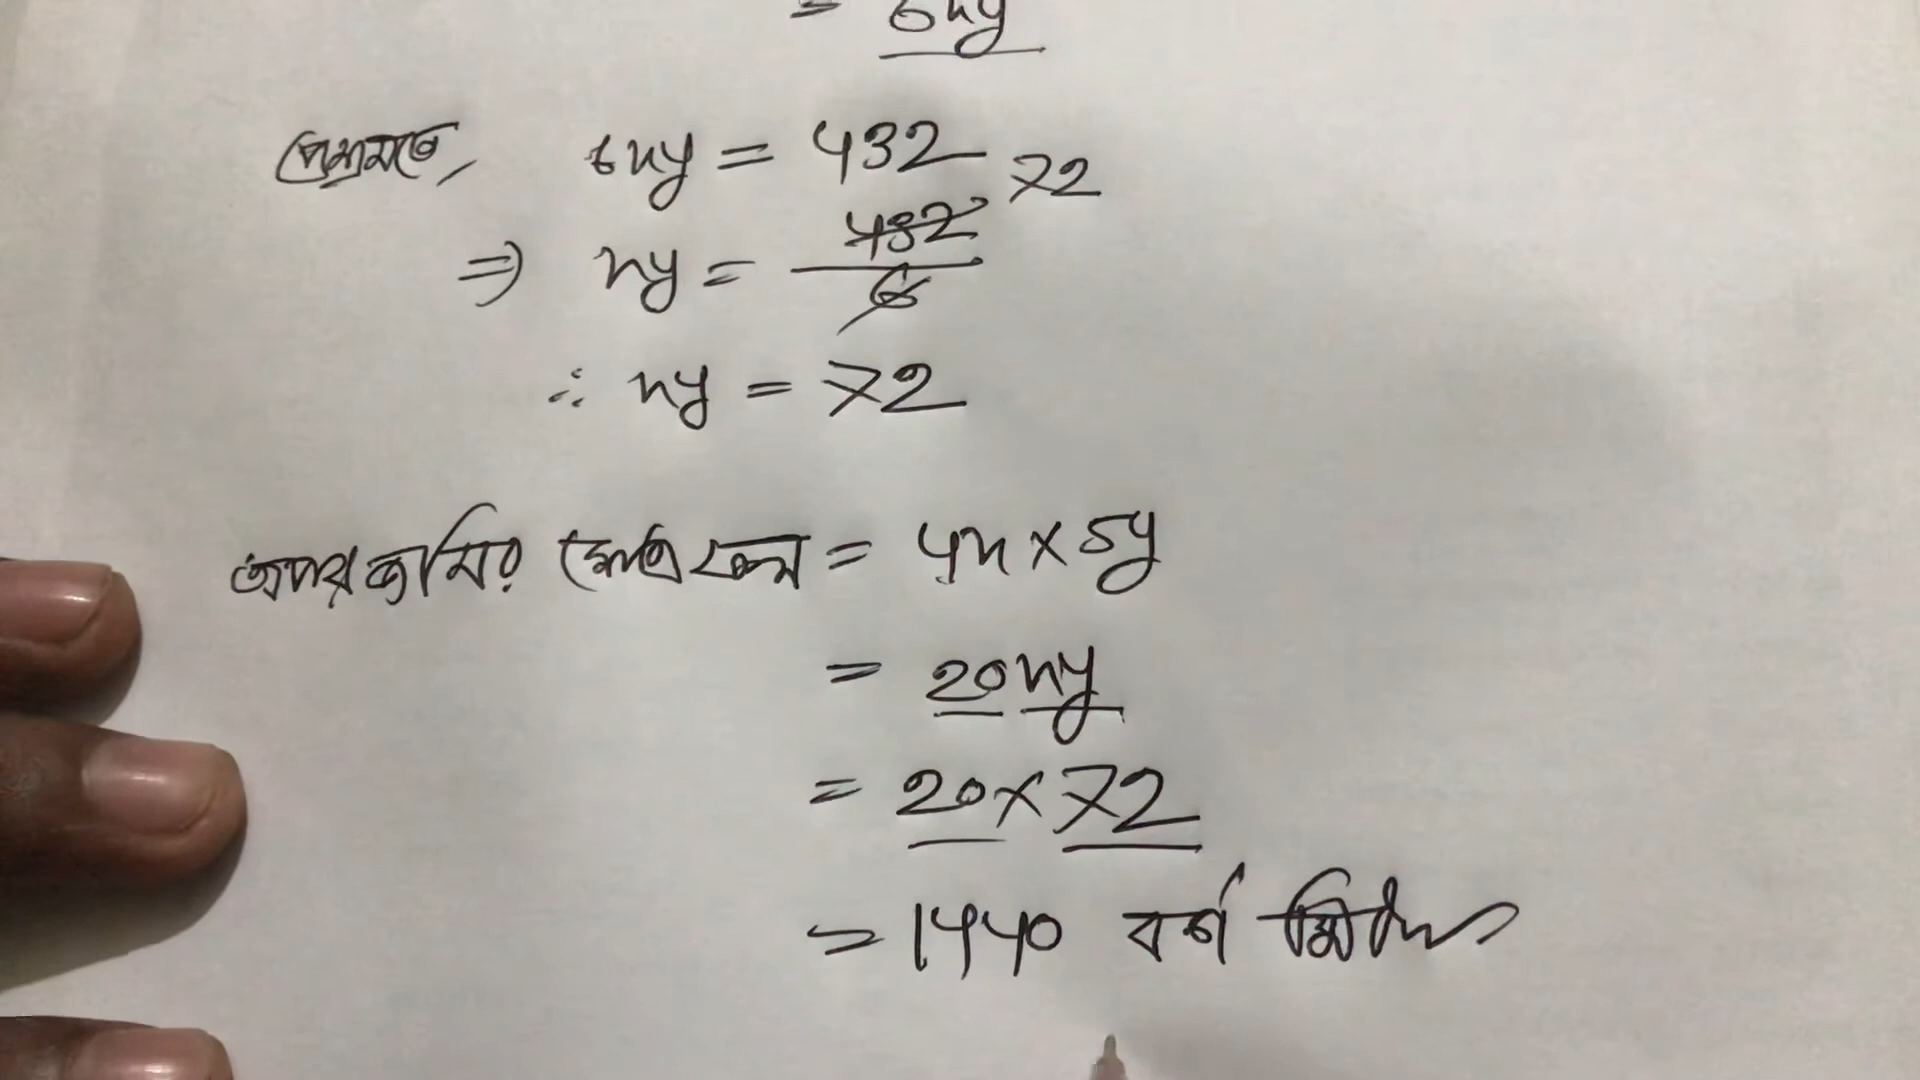 = 6xy
প্রশ্নমতে, 6xy = 432
⇒ xy = 432/6 72
∴ xy = 72
অপর জমির ক্ষেত্রফল = 4x × 5y
= 20xy
= 20 × 72
= 1440 বর্গ মিটার